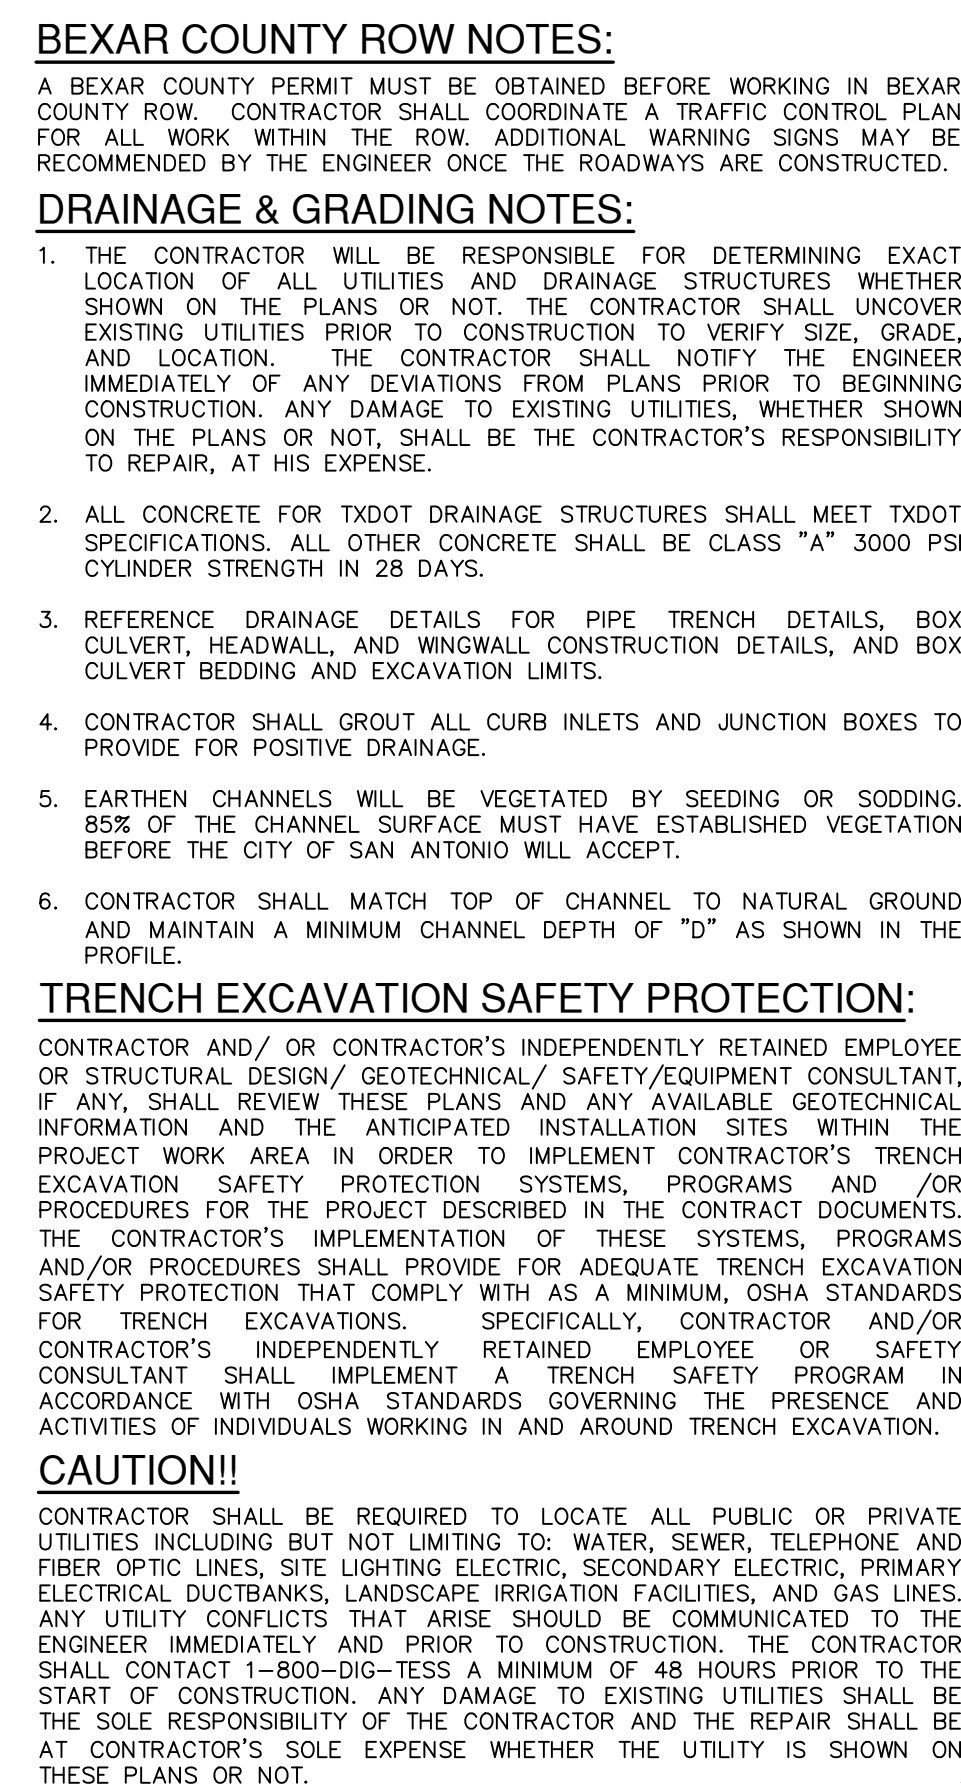 BEXAR COUNTY ROW NOTES:
A BEXAR COUNTY PERMIT MUST BE OBTAINED BEFORE WORKING IN BEXAR
COUNTY ROW. CONTRACTOR SHALL COORDINATE A TRAFFIC CONTROL PLAN
FOR ALL WORK WITHIN THE ROW. ADDITIONAL WARNING SIGNS MAY BE
RECOMMENDED BY THE ENGINEER ONCE THE ROADWAYS ARE CONSTRUCTED.
DRAINAGE & GRADING NOTES:
1. THE CONTRACTOR WILL BE RESPONSIBLE FOR DETERMINING EXACT
LOCATION OF ALL UTILITIES AND DRAINAGE STRUCTURES WHETHER
SHOWN ON THE PLANS OR NOT. THE CONTRACTOR SHALL UNCOVER
EXISTING UTILITIES PRIOR TO CONSTRUCTION TO VERIFY SIZE, GRADE,
AND LOCATION. THE CONTRACTOR SHALL NOTIFY THE ENGINEER
IMMEDIATELY OF ANY DEVIATIONS FROM PLANS PRIOR TO BEGINNING
CONSTRUCTION. ANY DAMAGE TO EXISTING UTILITIES, WHETHER SHOWN
ON THE PLANS OR NOT, SHALL BE THE CONTRACTOR'S RESPONSIBILITY
TO REPAIR, AT HIS EXPENSE.
2. ALL CONCRETE FOR TXDOT DRAINAGE STRUCTURES SHALL MEET TXDOT
SPECIFICATIONS. ALL OTHER CONCRETE SHALL BE CLASS "A" 3000 PSI
CYLINDER STRENGTH IN 28 DAYS.
3. REFERENCE DRAINAGE DETAILS FOR PIPE TRENCH DETAILS, BOX
CULVERT, HEADWALL, AND WINGWALL CONSTRUCTION DETAILS, AND BOX
CULVERT BEDDING AND EXCAVATION LIMITS.
4. CONTRACTOR SHALL GROUT ALL CURB INLETS AND JUNCTION BOXES TO
PROVIDE FOR POSITIVE DRAINAGE.
5. EARTHEN CHANNELS WILL BE VEGETATED BY SEEDING OR SODDING.
85% OF THE CHANNEL SURFACE MUST HAVE ESTABLISHED VEGETATION
BEFORE THE CITY OF SAN ANTONIO WILL ACCEPT.
6. CONTRACTOR SHALL MATCH TOP OF CHANNEL TO NATURAL GROUND
AND MAINTAIN A MINIMUM CHANNEL DEPTH OF "D" AS SHOWN IN THE
PROFILE.
TRENCH EXCAVATION SAFETY PROTECTION:
CONTRACTOR AND/ OR CONTRACTOR'S INDEPENDENTLY RETAINED EMPLOYEE
OR STRUCTURAL DESIGN/ GEOTECHNICAL/ SAFETY/EQUIPMENT CONSULTANT,
IF ANY, SHALL REVIEW THESE PLANS AND ANY AVAILABLE GEOTECHNICAL
INFORMATION AND THE ANTICIPATED INSTALLATION SITES WITHIN THE
PROJECT WORK AREA IN ORDER TO IMPLEMENT CONTRACTOR'S TRENCH
EXCAVATION SAFETY PROTECTION SYSTEMS, PROGRAMS AND /OR
PROCEDURES FOR THE PROJECT DESCRIBED IN THE CONTRACT DOCUMENTS.
THE CONTRACTOR'S IMPLEMENTATION OF THESE SYSTEMS, PROGRAMS
AND/OR PROCEDURES SHALL PROVIDE FOR ADEQUATE TRENCH EXCAVATION
SAFETY PROTECTION THAT COMPLY WITH AS A MINIMUM, OSHA STANDARDS
FOR TRENCH EXCAVATIONS. SPECIFICALLY, CONTRACTOR AND/OR
CONTRACTOR'S INDEPENDENTLY RETAINED EMPLOYEE OR SAFETY
CONSULTANT SHALL IMPLEMENT A TRENCH SAFETY PROGRAM IN
ACCORDANCE WITH OSHA STANDARDS GOVERNING THE PRESENCE AND
ACTIVITIES OF INDIVIDUALS WORKING IN AND AROUND TRENCH EXCAVATION.
CAUTION!!
CONTRACTOR SHALL BE REQUIRED TO LOCATE ALL PUBLIC OR PRIVATE
UTILITIES INCLUDING BUT NOT LIMITING TO: WATER, SEWER, TELEPHONE AND
FIBER OPTIC LINES, SITE LIGHTING ELECTRIC, SECONDARY ELECTRIC, PRIMARY
ELECTRICAL DUCTBANKS, LANDSCAPE IRRIGATION FACILITIES, AND GAS LINES.
ANY UTILITY CONFLICTS THAT ARISE SHOULD BE COMMUNICATED TO THE
ENGINEER IMMEDIATELY AND PRIOR TO CONSTRUCTION. THE CONTRACTOR
SHALL CONTACT 1-800-DIG-TESS A MINIMUM OF 48 HOURS PRIOR TO THE
START OF CONSTRUCTION. ANY DAMAGE TO EXISTING UTILITIES SHALL BE
THE SOLE RESPONSIBILITY OF THE CONTRACTOR AND THE REPAIR SHALL BE
AT CONTRACTOR'S SOLE EXPENSE WHETHER THE UTILITY IS SHOWN ON
THESE PLANS OR NOT.